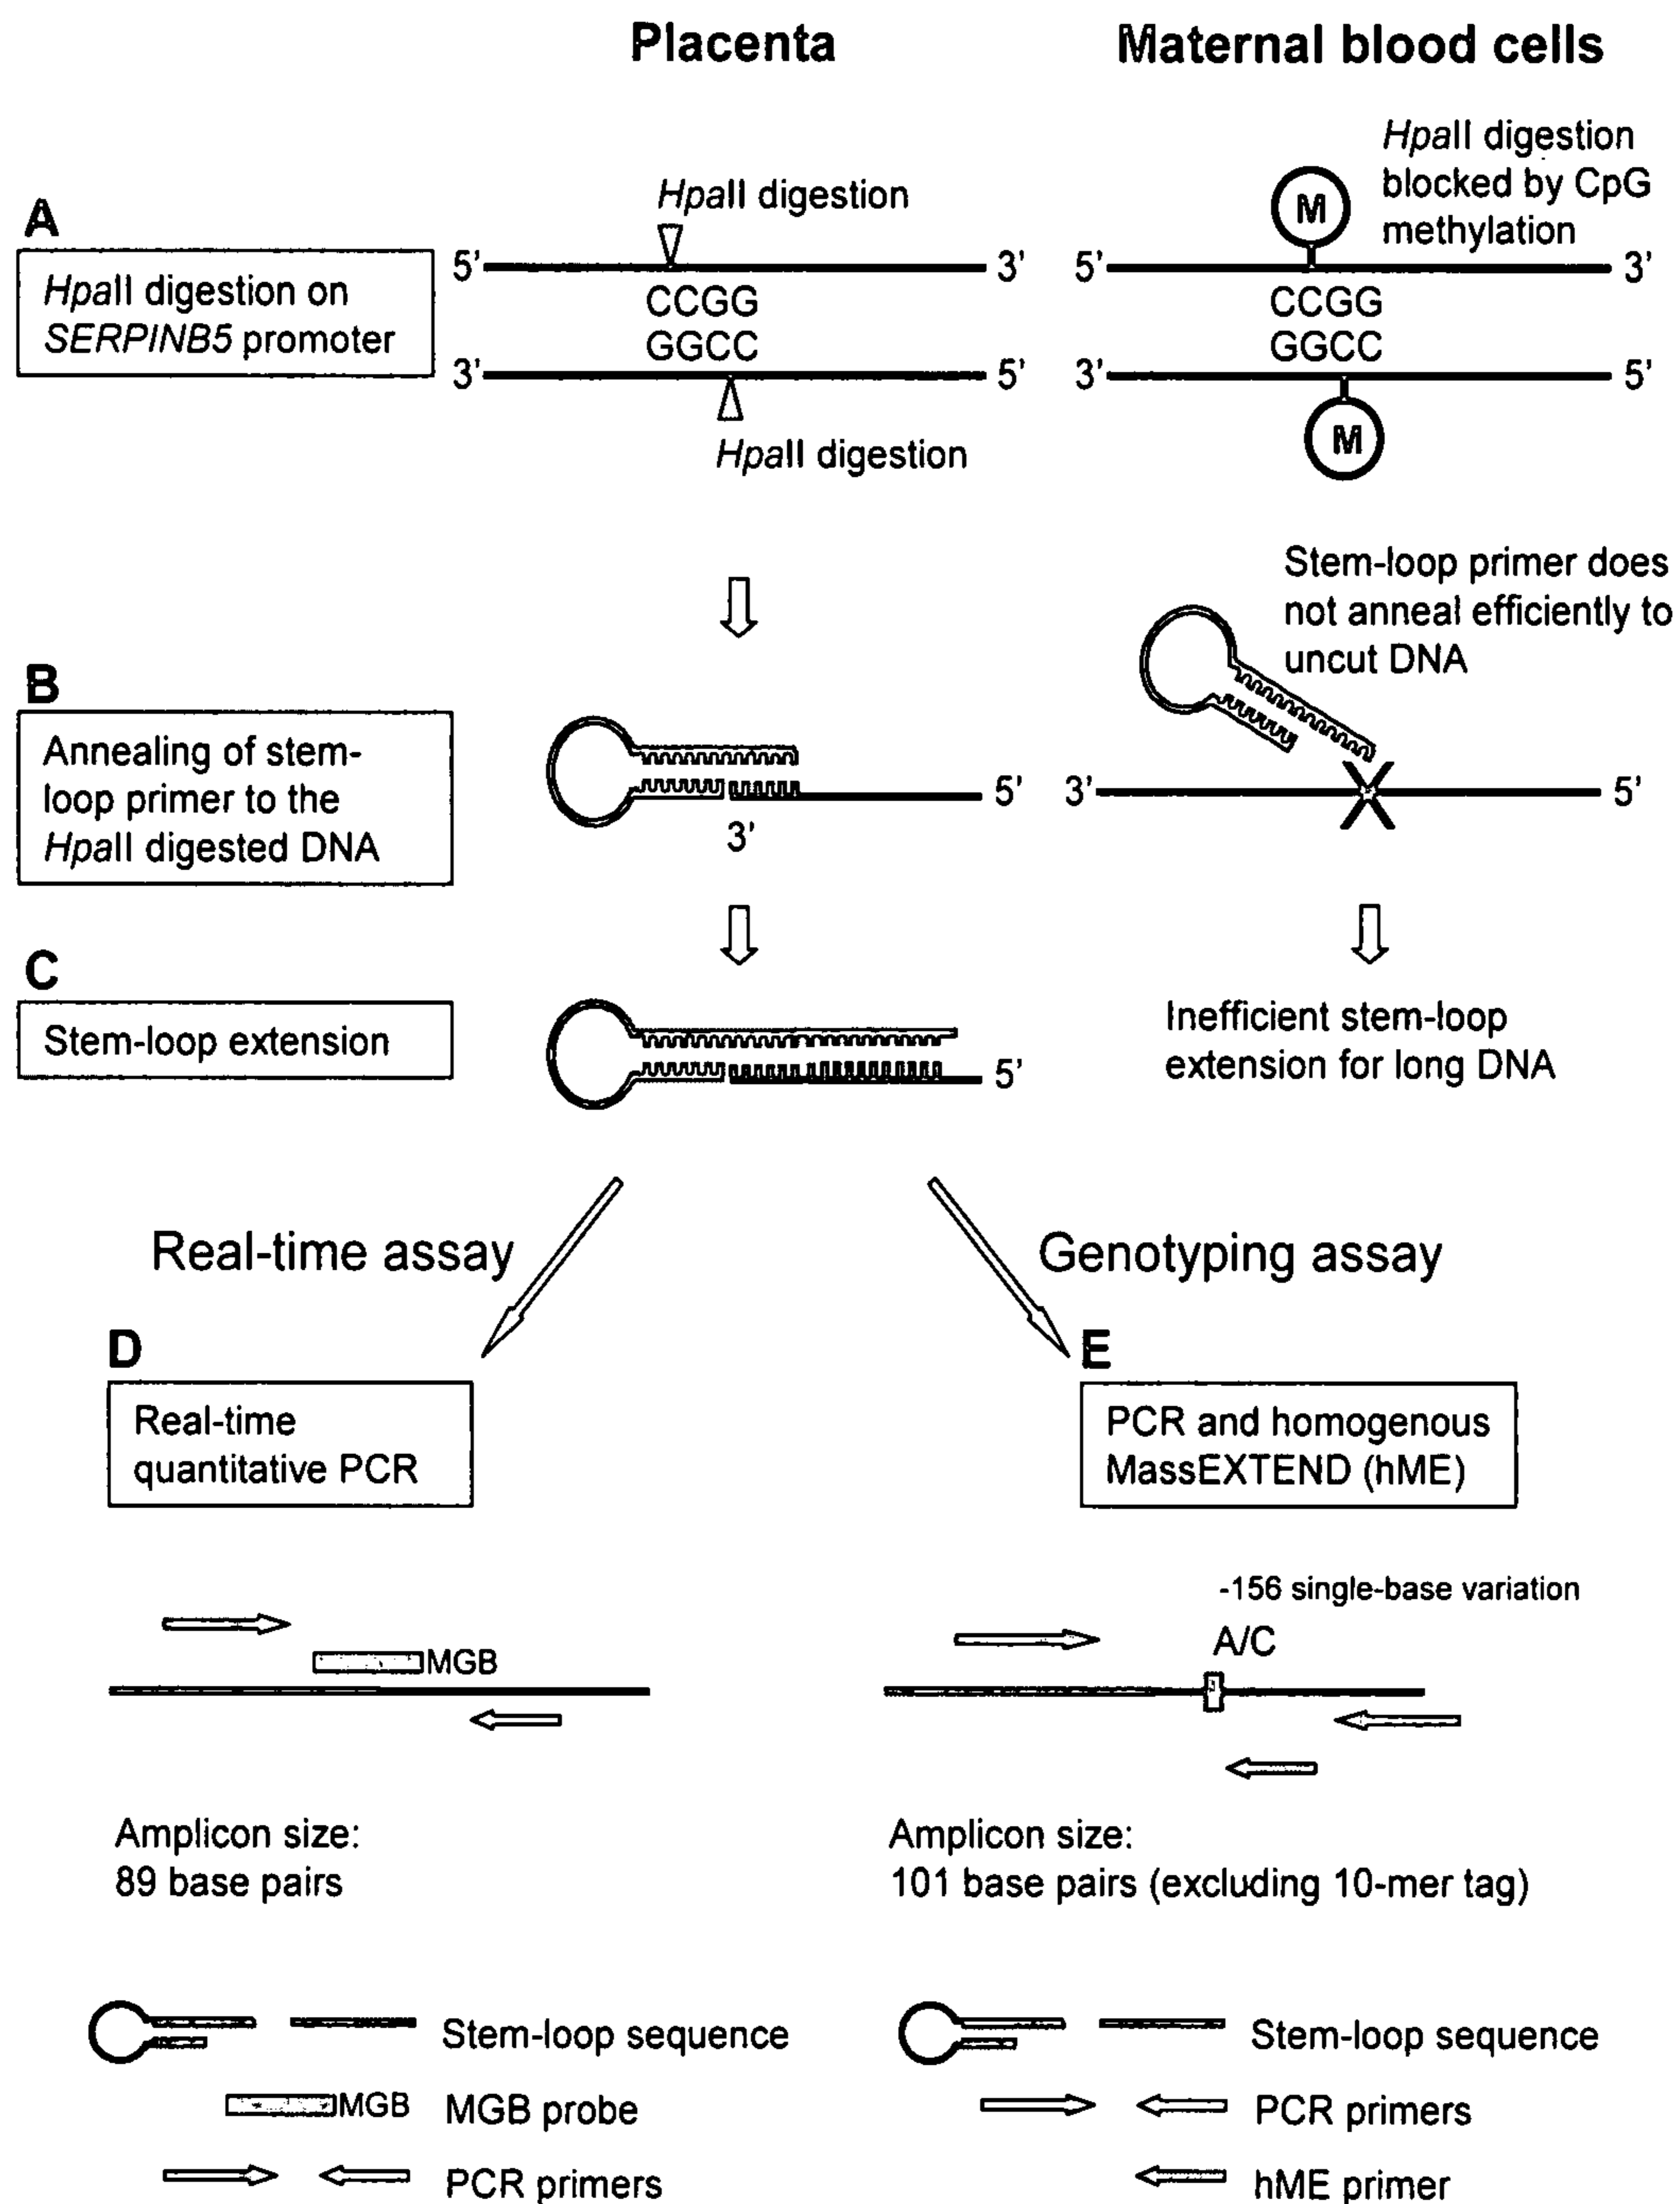 Placenta
Maternal blood cells
A
HpaII digestion on
SERPINB5 promoter
HpaII digestion
5'
3'
CCGG
GGCC
3'
5'
HpaII digestion
M
HpaII digestion
blocked by CpG
methylation
5'
3'
CCGG
GGCC
3'
5'
M
B
Annealing of stem-
loop primer to the
HpaII digested DNA
5'
3'
Stem-loop primer does
not anneal efficiently to
uncut DNA
3'
5'
C
Stem-loop extension
5'
Inefficient stem-loop
extension for long DNA
Real-time assay
Genotyping assay
D
Real-time
quantitative PCR
MGB
Amplicon size:
89 base pairs
E
PCR and homogenous
MassEXTEND (hME)
-156 single-base variation
A/C
Amplicon size:
101 base pairs (excluding 10-mer tag)
Stem-loop sequence
MGB
MGB probe
PCR primers
Stem-loop sequence
PCR primers
hME primer